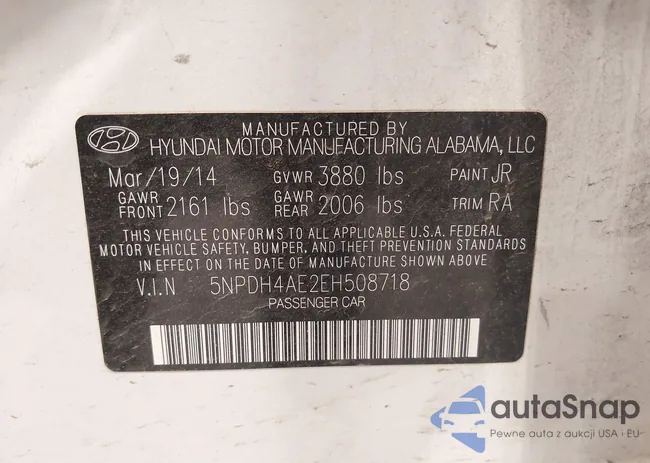 MANUFACTURED BY
HYUNDAI MOTOR MANUFACTURING ALABAMA, LLC
Mar/19/14 GVWR 3880 lbs PAINT JR
GAWR FRONT 2161 lbs GAWR REAR 2006 lbs TRIM RA
THIS VEHICLE CONFORMS TO ALL APPLICABLE U.S.A. FEDERAL
MOTOR VEHICLE SAFETY, BUMPER, AND THEFT PREVENTION STANDARDS
IN EFFECT ON THE DATE OF MANUFACTURE SHOWN ABOVE
V.I.N 5NPDH4AE2EH508718
PASSENGER CAR
autaSnap
Pewne auta z aukcji USA i EU